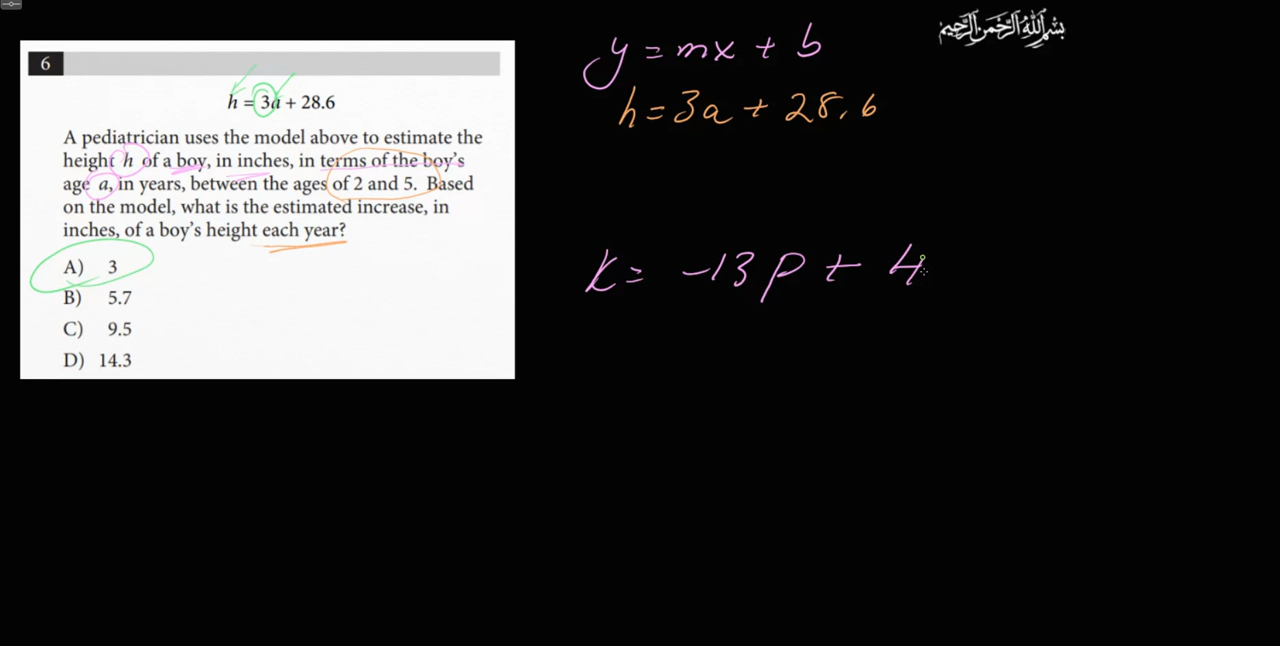 6
h = 3a + 28.6
A pediatrician uses the model above to estimate the
height h of a boy, in inches, in terms of the boy's
age a, in years, between the ages of 2 and 5. Based
on the model, what is the estimated increase, in
inches, of a boy's height each year?
A) 3
B) 5.7
C) 9.5
D) 14.3
y = mx + b
h = 3a + 28.6
k = -13p + 4
بسم الله الرحمن الرحيم